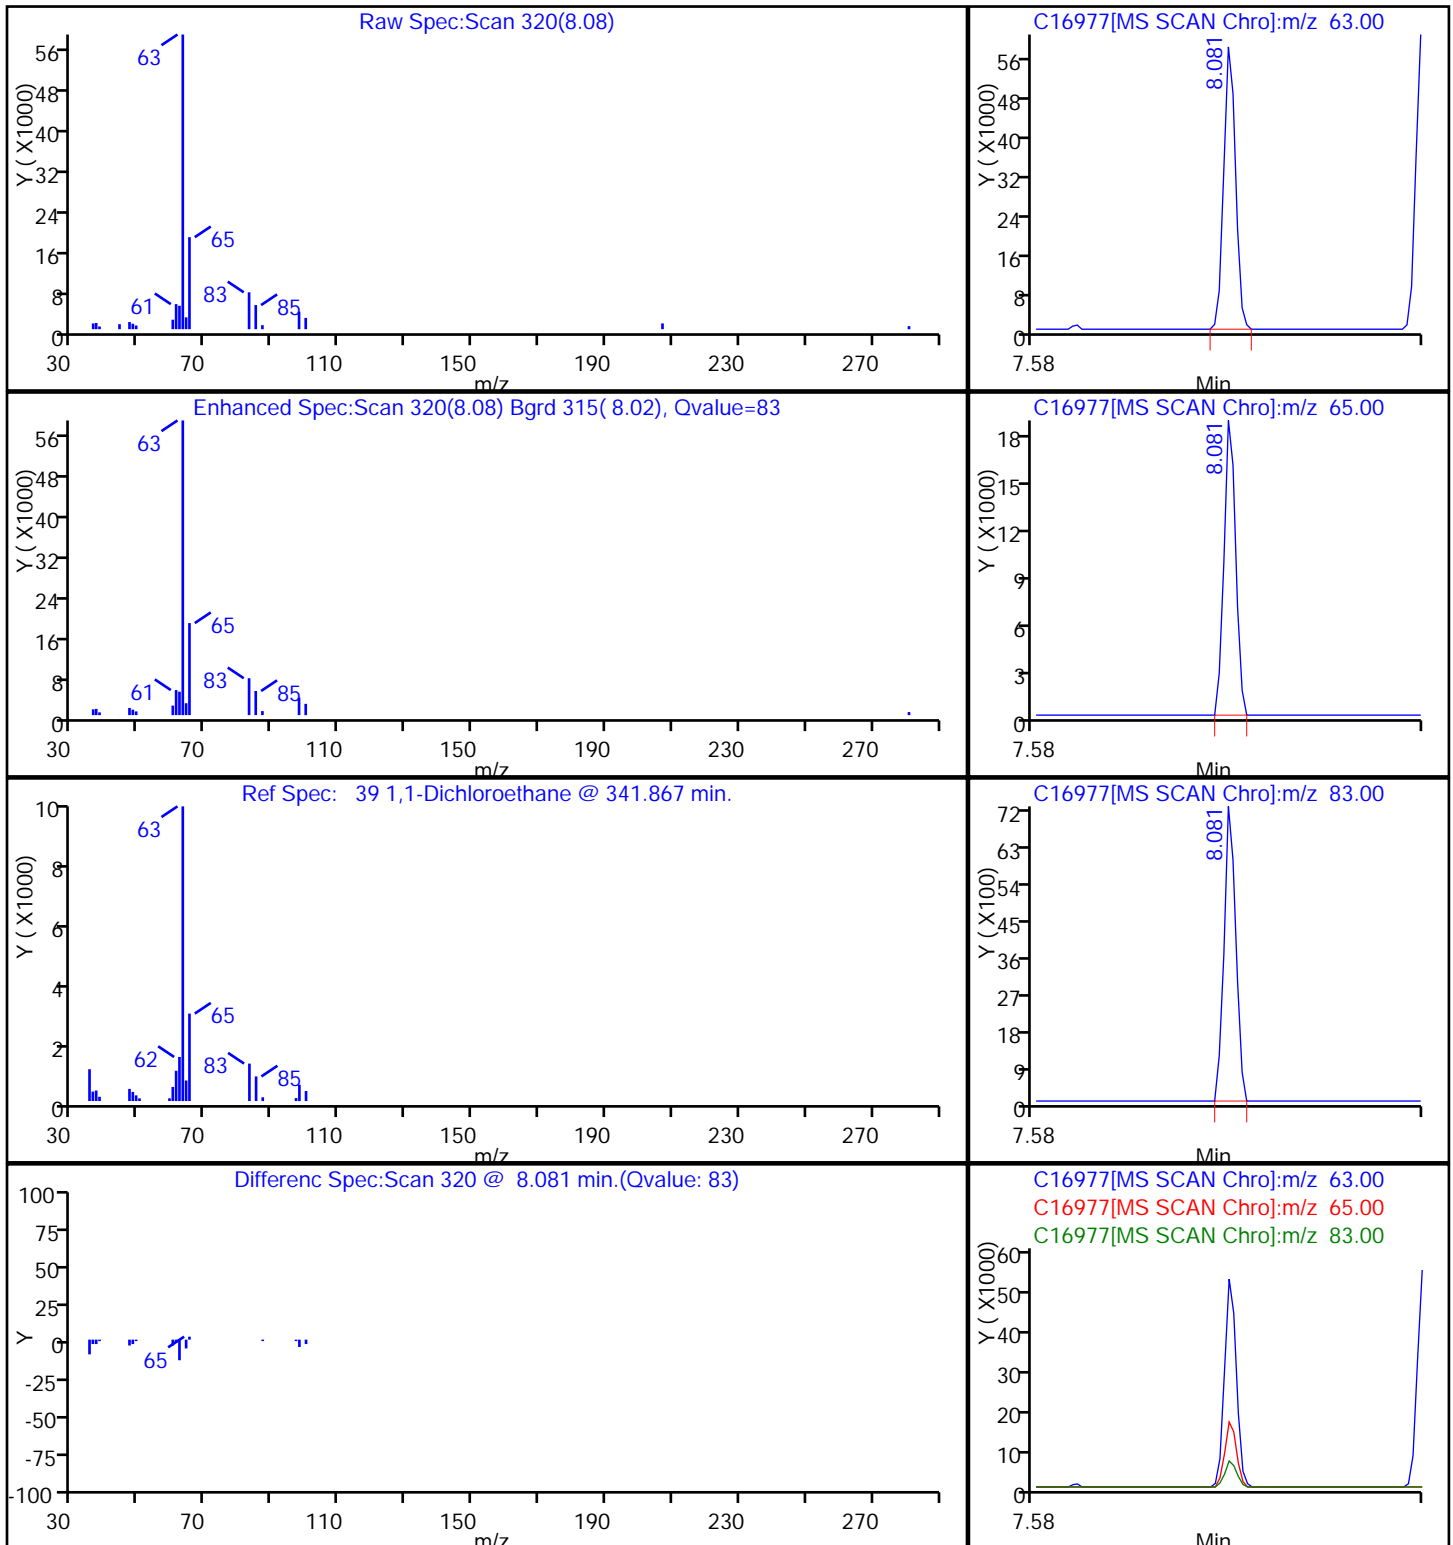 Raw Spec:Scan 320(8.08)
Y ( X1000)
56
48
40
32
24
16
8
0
63
65
61
83
85
30 70 110 150 190 230 270
m/z
C16977[MS SCAN Chro]:m/z 63.00
Y ( X1000)
56
48
40
32
24
16
8
0
8.081
7.58
Min
Enhanced Spec:Scan 320(8.08) Bgrd 315( 8.02), Qvalue=83
Y ( X1000)
56
48
40
32
24
16
8
0
63
65
61
83
85
30 70 110 150 190 230 270
m/z
C16977[MS SCAN Chro]:m/z 65.00
Y ( X1000)
18
15
12
9
6
3
0
8.081
7.58
Min
Ref Spec: 39 1,1-Dichloroethane @ 341.867 min.
Y ( X1000)
10
8
6
4
2
0
63
65
62
83
85
30 70 110 150 190 230 270
m/z
C16977[MS SCAN Chro]:m/z 83.00
Y ( X100)
72
63
54
45
36
27
18
9
0
8.081
7.58
Min
Differenc Spec:Scan 320 @ 8.081 min.(Qvalue: 83)
Y
100
75
50
25
0
-25
-50
-75
-100
65
30 70 110 150 190 230 270
m/z
C16977[MS SCAN Chro]:m/z 63.00
C16977[MS SCAN Chro]:m/z 65.00
C16977[MS SCAN Chro]:m/z 83.00
Y ( X1000)
60
50
40
30
20
10
0
7.58
Min